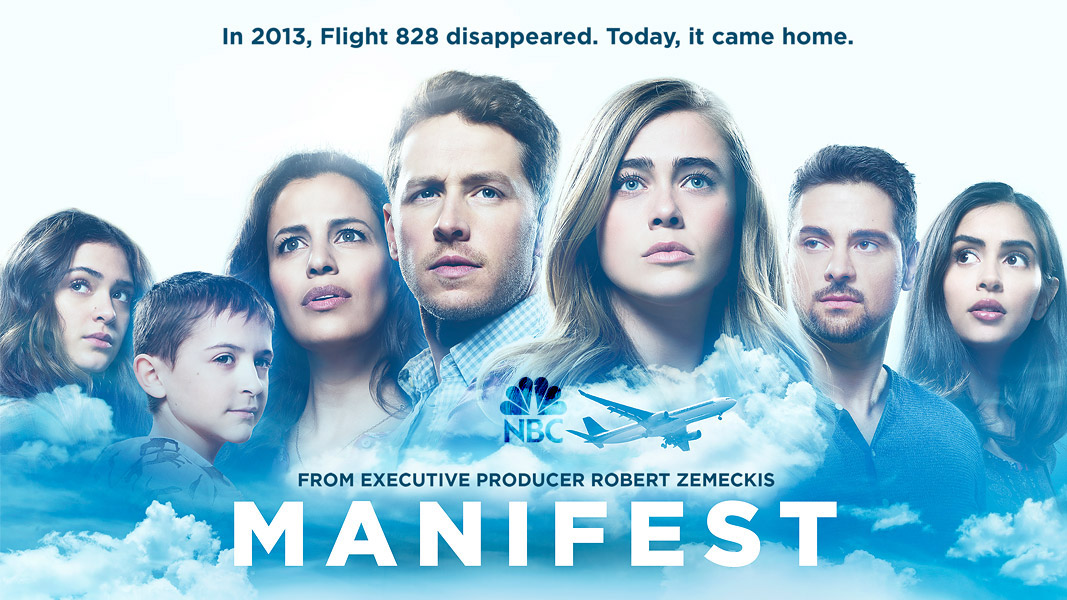 In 2013, Flight 828 disappeared. Today, it came home.
NBC
FROM EXECUTIVE PRODUCER ROBERT ZEMECKIS
MANIFEST